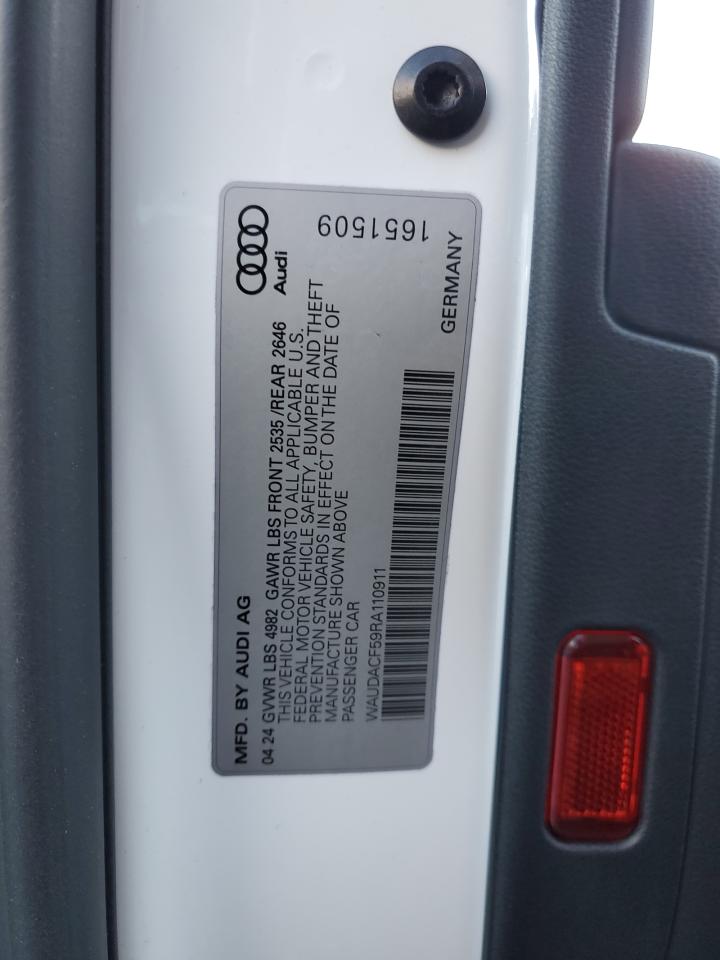 MFD. BY AUDI AG
Audi
04 24 GVWR LBS 4982 GAWR LBS FRONT 2535 /REAR 2646
THIS VEHICLE CONFORMS TO ALL APPLICABLE U.S.
FEDERAL MOTOR VEHICLE SAFETY, BUMPER AND THEFT
PREVENTION STANDARDS IN EFFECT ON THE DATE OF
MANUFACTURE SHOWN ABOVE
PASSENGER CAR
WAUDACF59RA110911
1651509
GERMANY